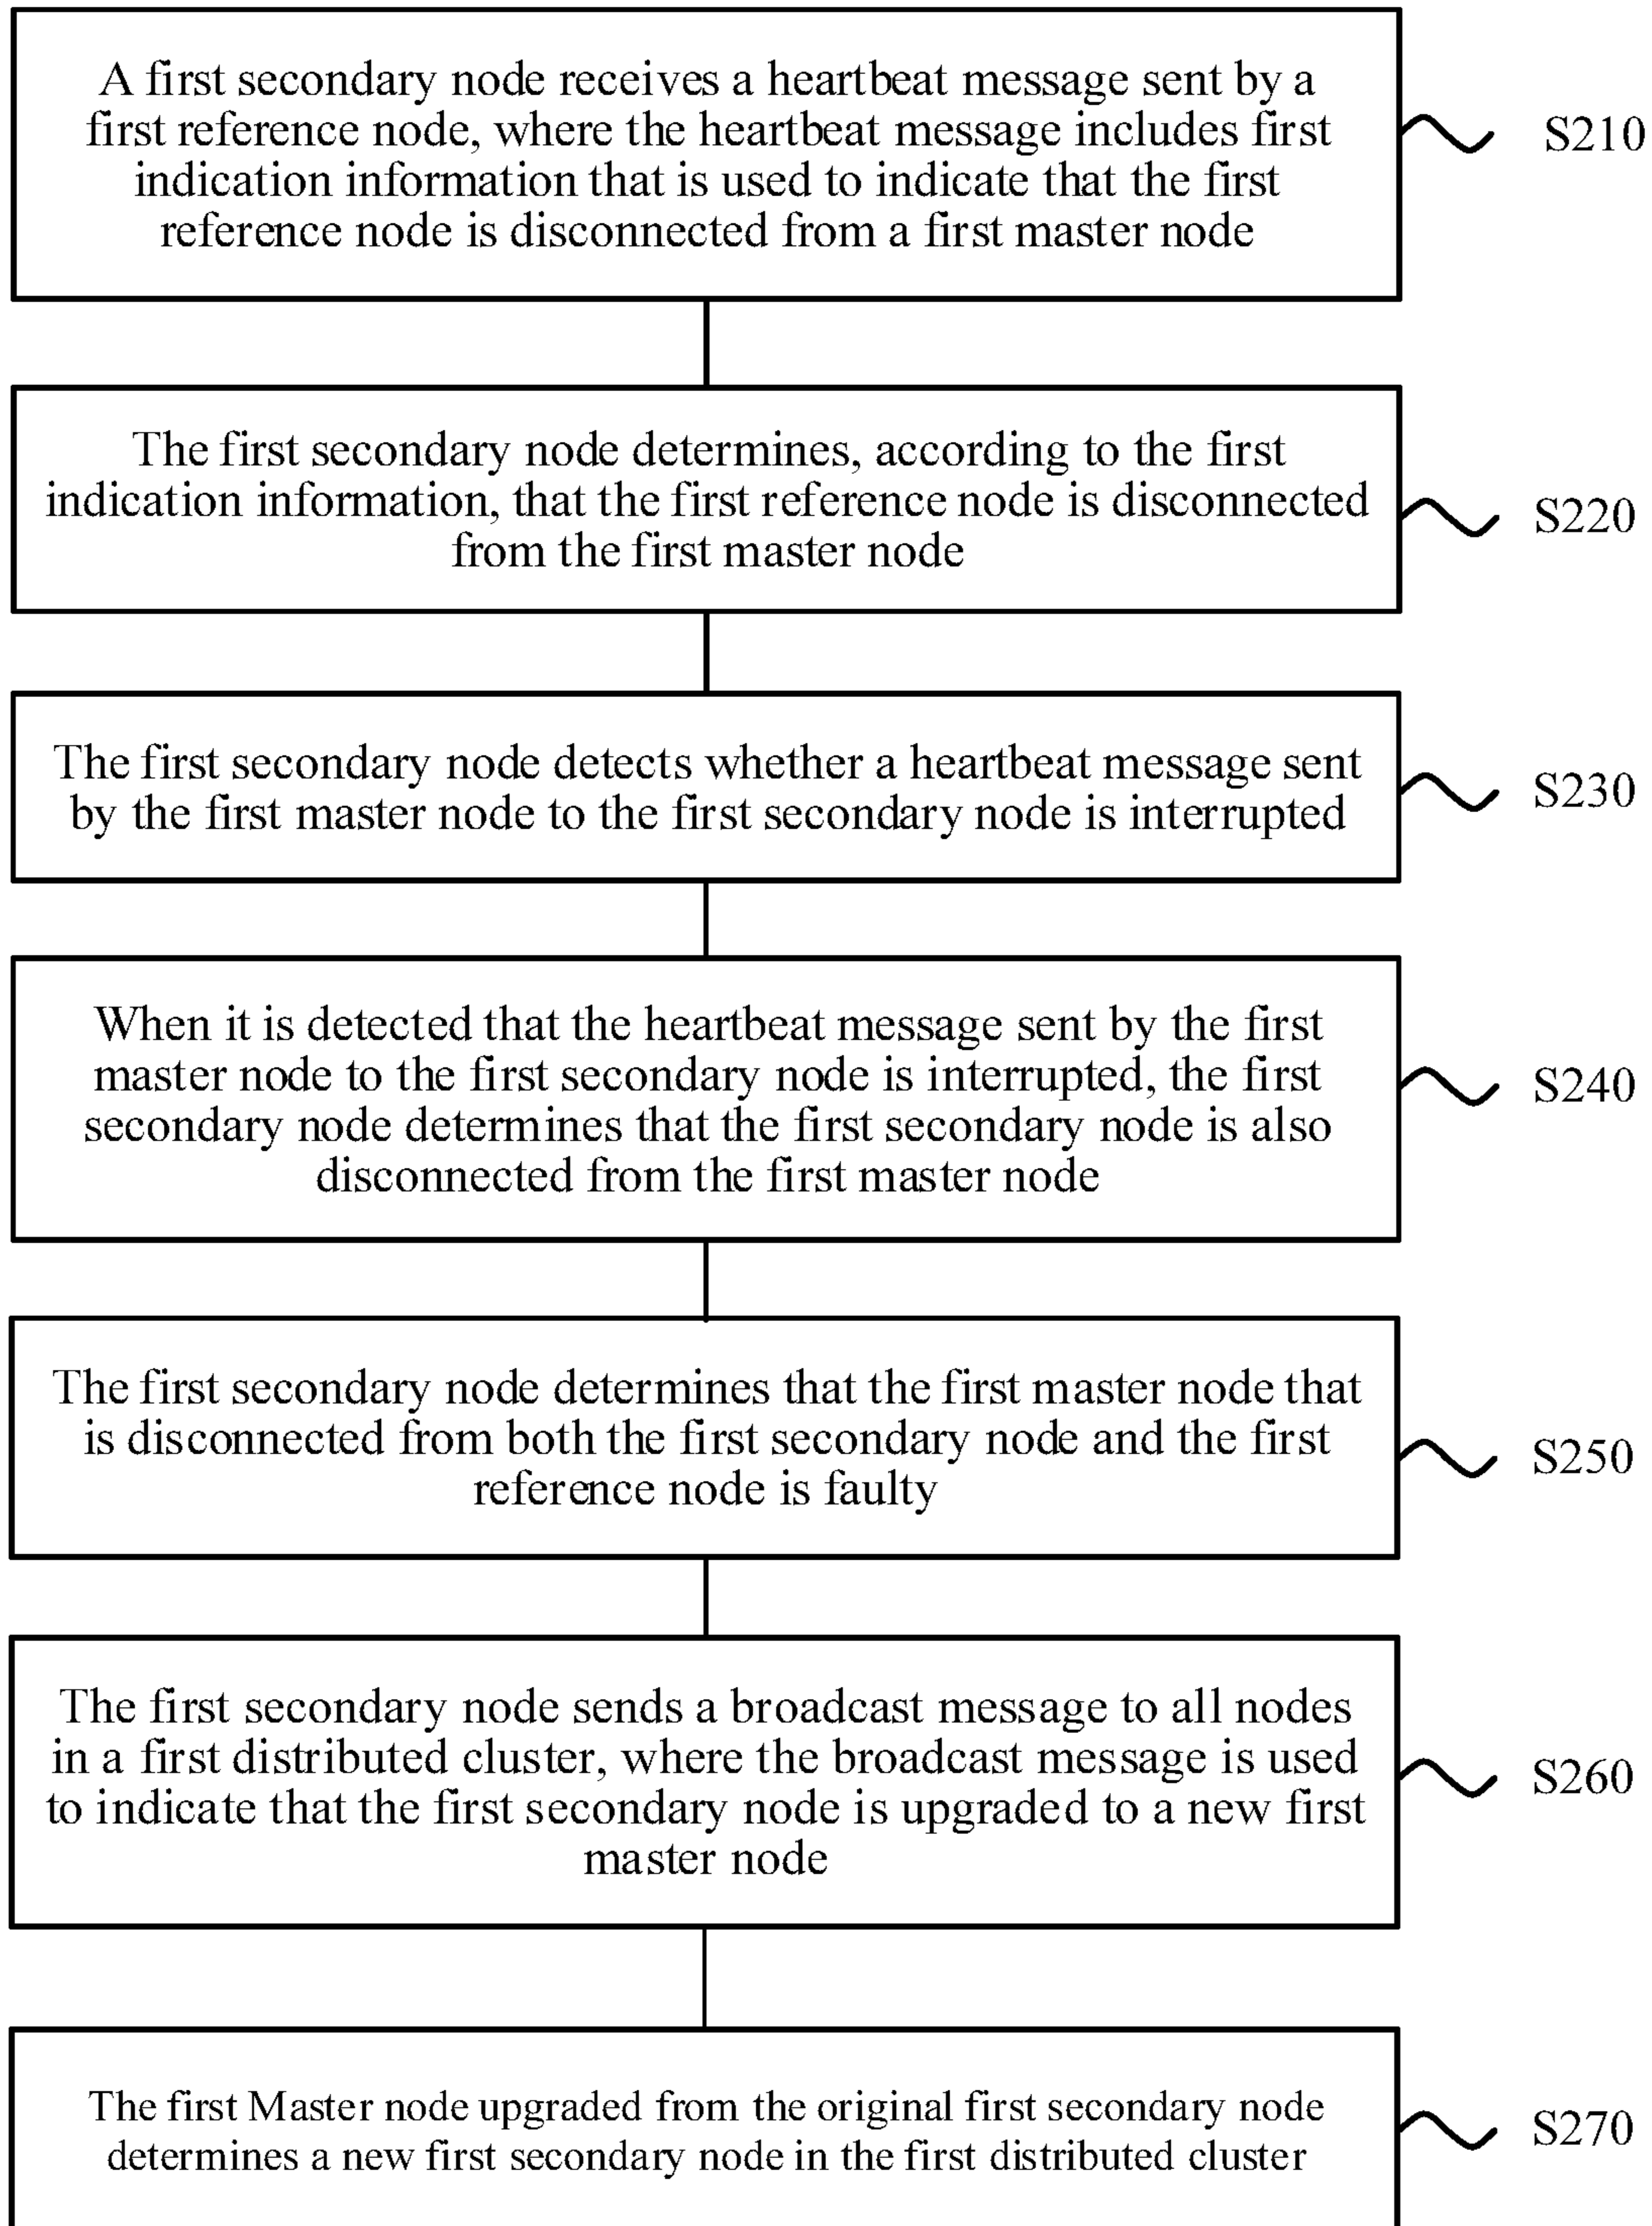 A first secondary node receives a heartbeat message sent by a
first reference node, where the heartbeat message includes first
indication information that is used to indicate that the first
reference node is disconnected from a first master node
S210
The first secondary node determines, according to the first
indication information, that the first reference node is disconnected
from the first master node
S220
The first secondary node detects whether a heartbeat message sent
by the first master node to the first secondary node is interrupted
S230
When it is detected that the heartbeat message sent by the first
master node to the first secondary node is interrupted, the first
secondary node determines that the first secondary node is also
disconnected from the first master node
S240
The first secondary node determines that the first master node that
is disconnected from both the first secondary node and the first
reference node is faulty
S250
The first secondary node sends a broadcast message to all nodes
in a first distributed cluster, where the broadcast message is used
to indicate that the first secondary node is upgraded to a new first
master node
S260
The first Master node upgraded from the original first secondary node
determines a new first secondary node in the first distributed cluster
S270